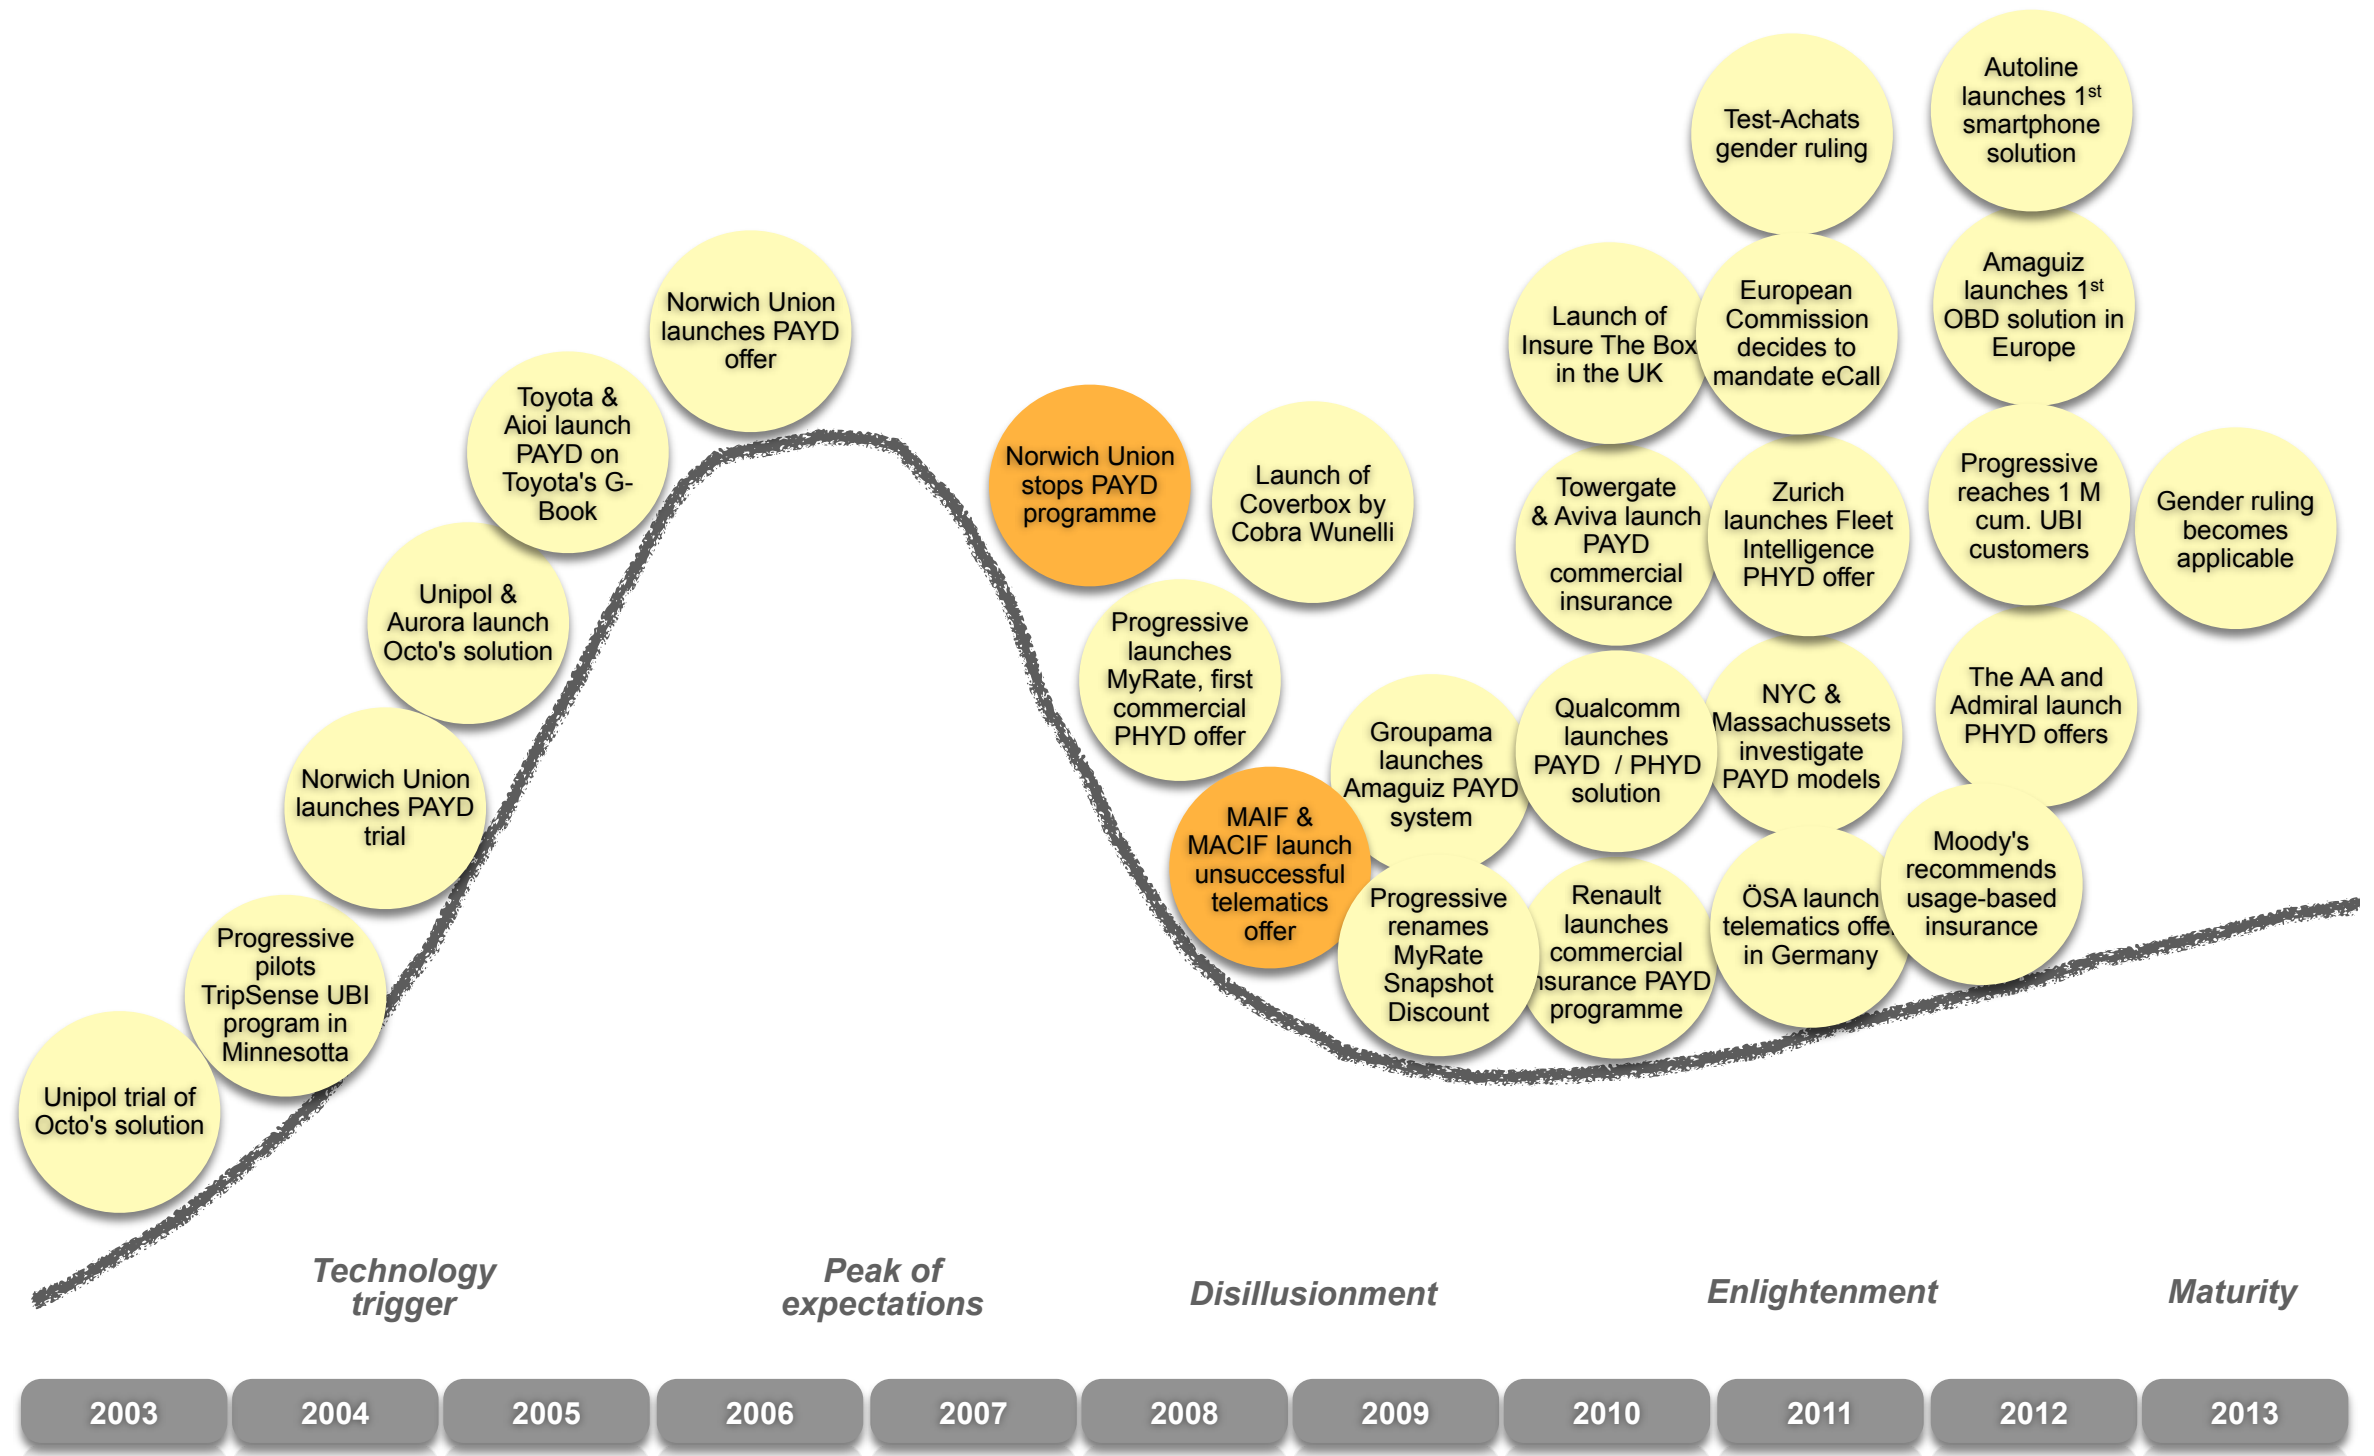 Unipol trial of
Octo's solution
Progressive
pilots
TripSense UBI
program in
Minnesotta
Norwich Union
launches PAYD
trial
Unipol &
Aurora launch
Octo's solution
Toyota &
Aioi launch
PAYD on
Toyota's G-
Book
Norwich Union
launches PAYD
offer
Norwich Union
stops PAYD
programme
Progressive
launches
MyRate, first
commercial
PHYD offer
Launch of
Coverbox by
Cobra Wunelli
MAIF &
MACIF launch
unsuccessful
telematics
offer
Groupama
launches
Amaguiz PAYD
system
Progressive
renames
MyRate
Snapshot
Discount
Launch of
Insure The Box
in the UK
Towergate
& Aviva launch
PAYD
commercial
insurance
Qualcomm
launches
PAYD / PHYD
solution
Renault
launches
commercial
insurance PAYD
programme
Test-Achats
gender ruling
European
Commission
decides to
mandate eCall
Zurich
launches Fleet
Intelligence
PHYD offer
NYC &
Massachussets
investigate
PAYD models
ÖSA launch
telematics offer
in Germany
Autoline
launches 1st
smartphone
solution
Amaguiz
launches 1st
OBD solution in
Europe
Progressive
reaches 1 M
cum. UBI
customers
The AA and
Admiral launch
PHYD offers
Moody's
recommends
usage-based
insurance
Gender ruling
becomes
applicable
Technology
trigger
Peak of
expectations
Disillusionment
Enlightenment
Maturity
2003
2004
2005
2006
2007
2008
2009
2010
2011
2012
2013